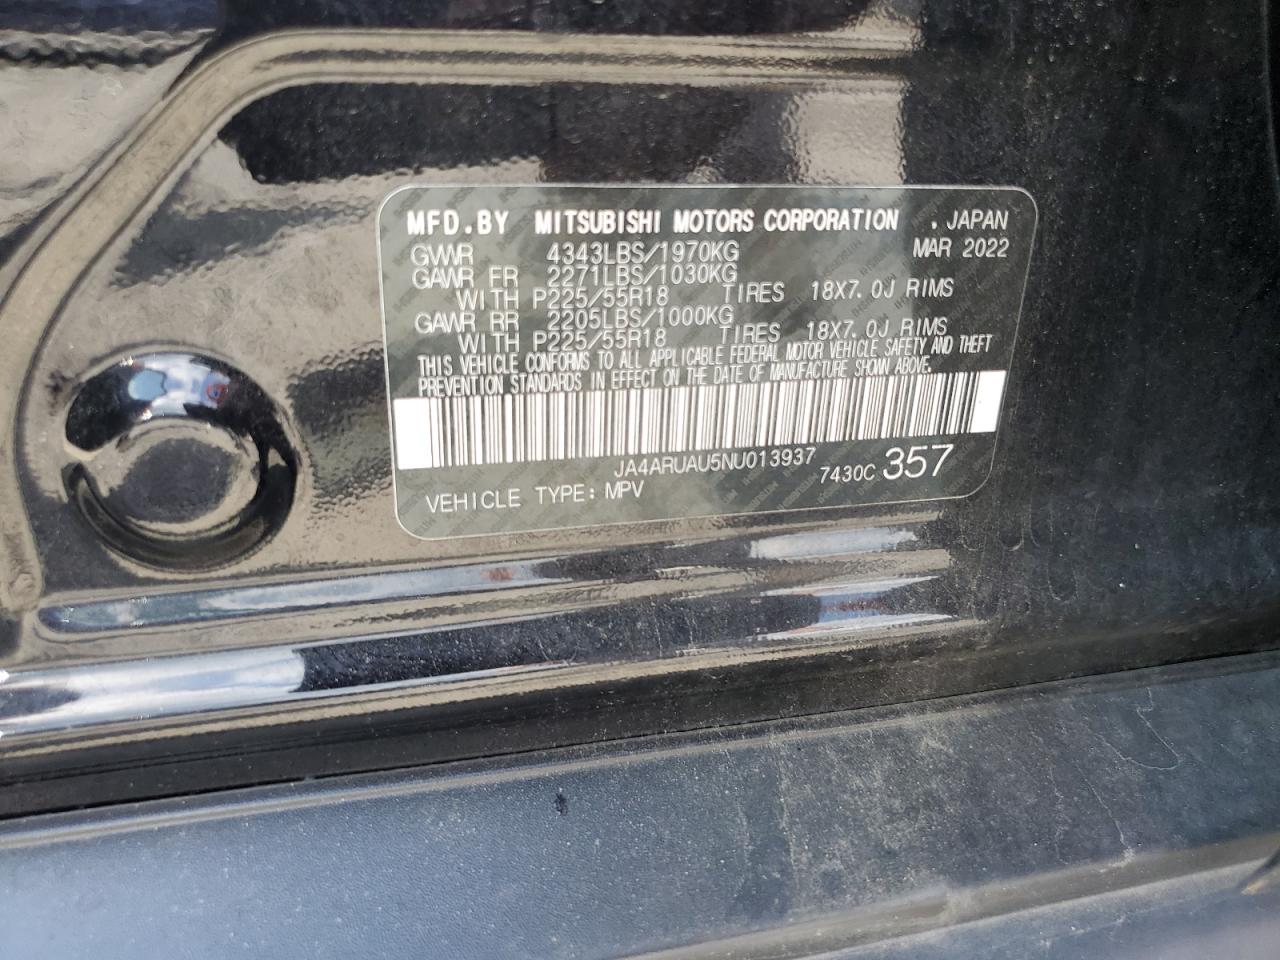 MFD.BY MITSUBISHI MOTORS CORPORATION . JAPAN
GWR 4343LBS/1970KG MAR 2022
GAWR FR 2271LBS/1030KG
WITH P225/55R18 TIRES 18X7.0J RIMS
GAWR RR 2205LBS/1000KG
WITH P225/55R18 TIRES 18X7.0J RIMS
THIS VEHICLE CONFORMS TO ALL APPLICABLE FEDERAL MOTOR VEHICLE SAFETY AND THEFT
PREVENTION STANDARDS IN EFFECT ON THE DATE OF MANUFACTURE SHOWN ABOVE.
JA4ARUAU5NU013937 7430C 357
VEHICLE TYPE: MPV